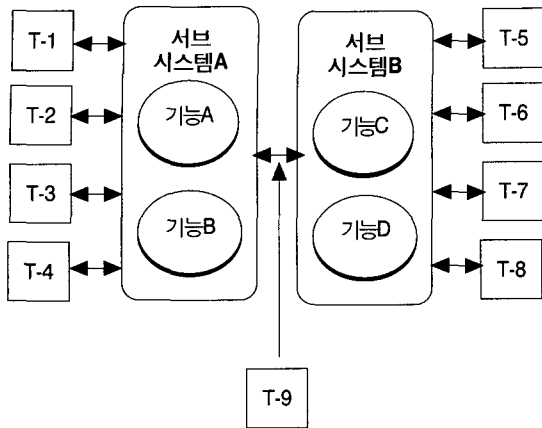 T-1
T-2
T-3
T-4
서브
시스템A
기능A
기능B
서브
시스템B
기능C
기능D
T-5
T-6
T-7
T-8
T-9